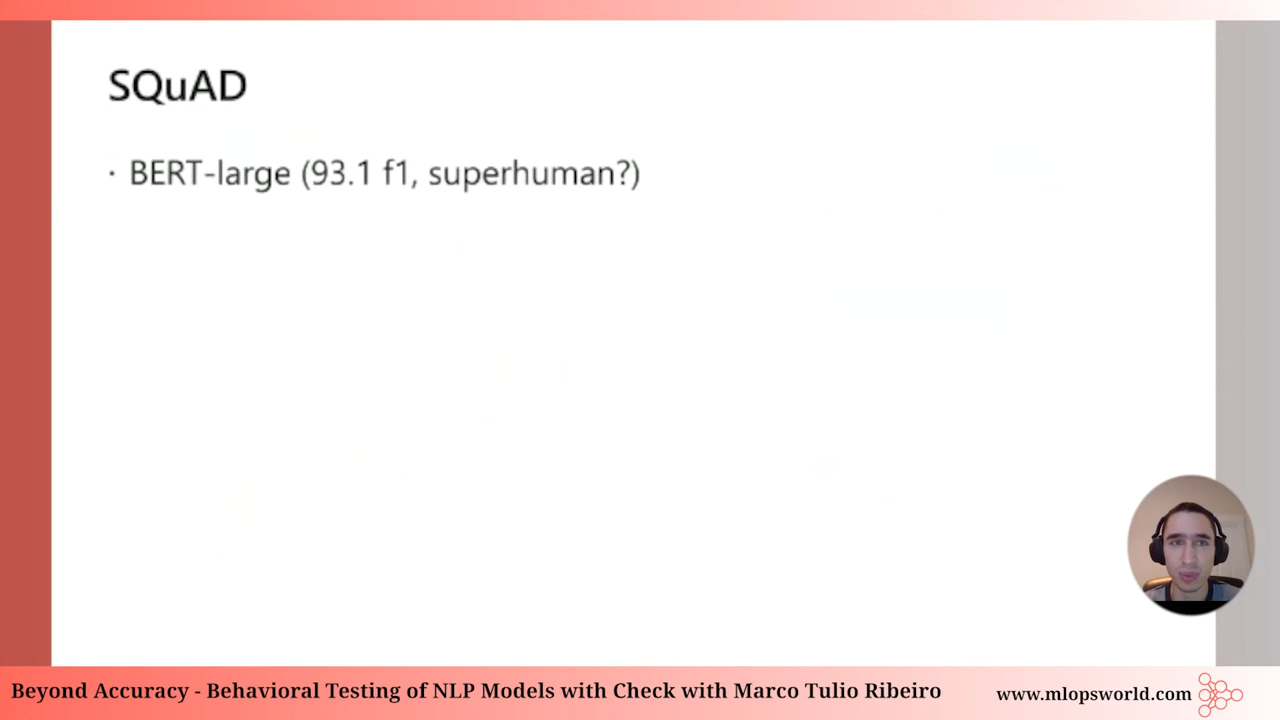 SQuAD
· BERT-large (93.1 f1, superhuman?)
Beyond Accuracy - Behavioral Testing of NLP Models with Check with Marco Tulio Ribeiro
www.mlopsworld.com